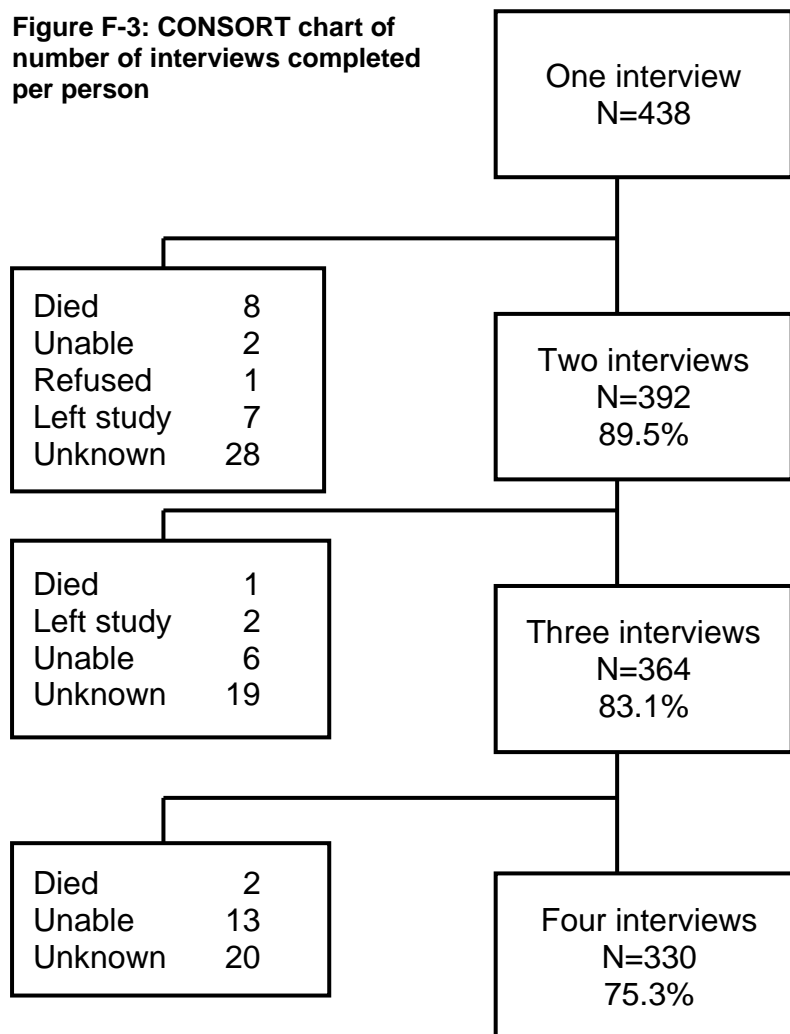 Figure F-3: CONSORT chart of
number of interviews completed
per person
One interview
N=438
Died 8
Unable 2
Refused 1
Left study 7
Unknown 28
Two interviews
N=392
89.5%
Died 1
Left study 2
Unable 6
Unknown 19
Three interviews
N=364
83.1%
Died 2
Unable 13
Unknown 20
Four interviews
N=330
75.3%